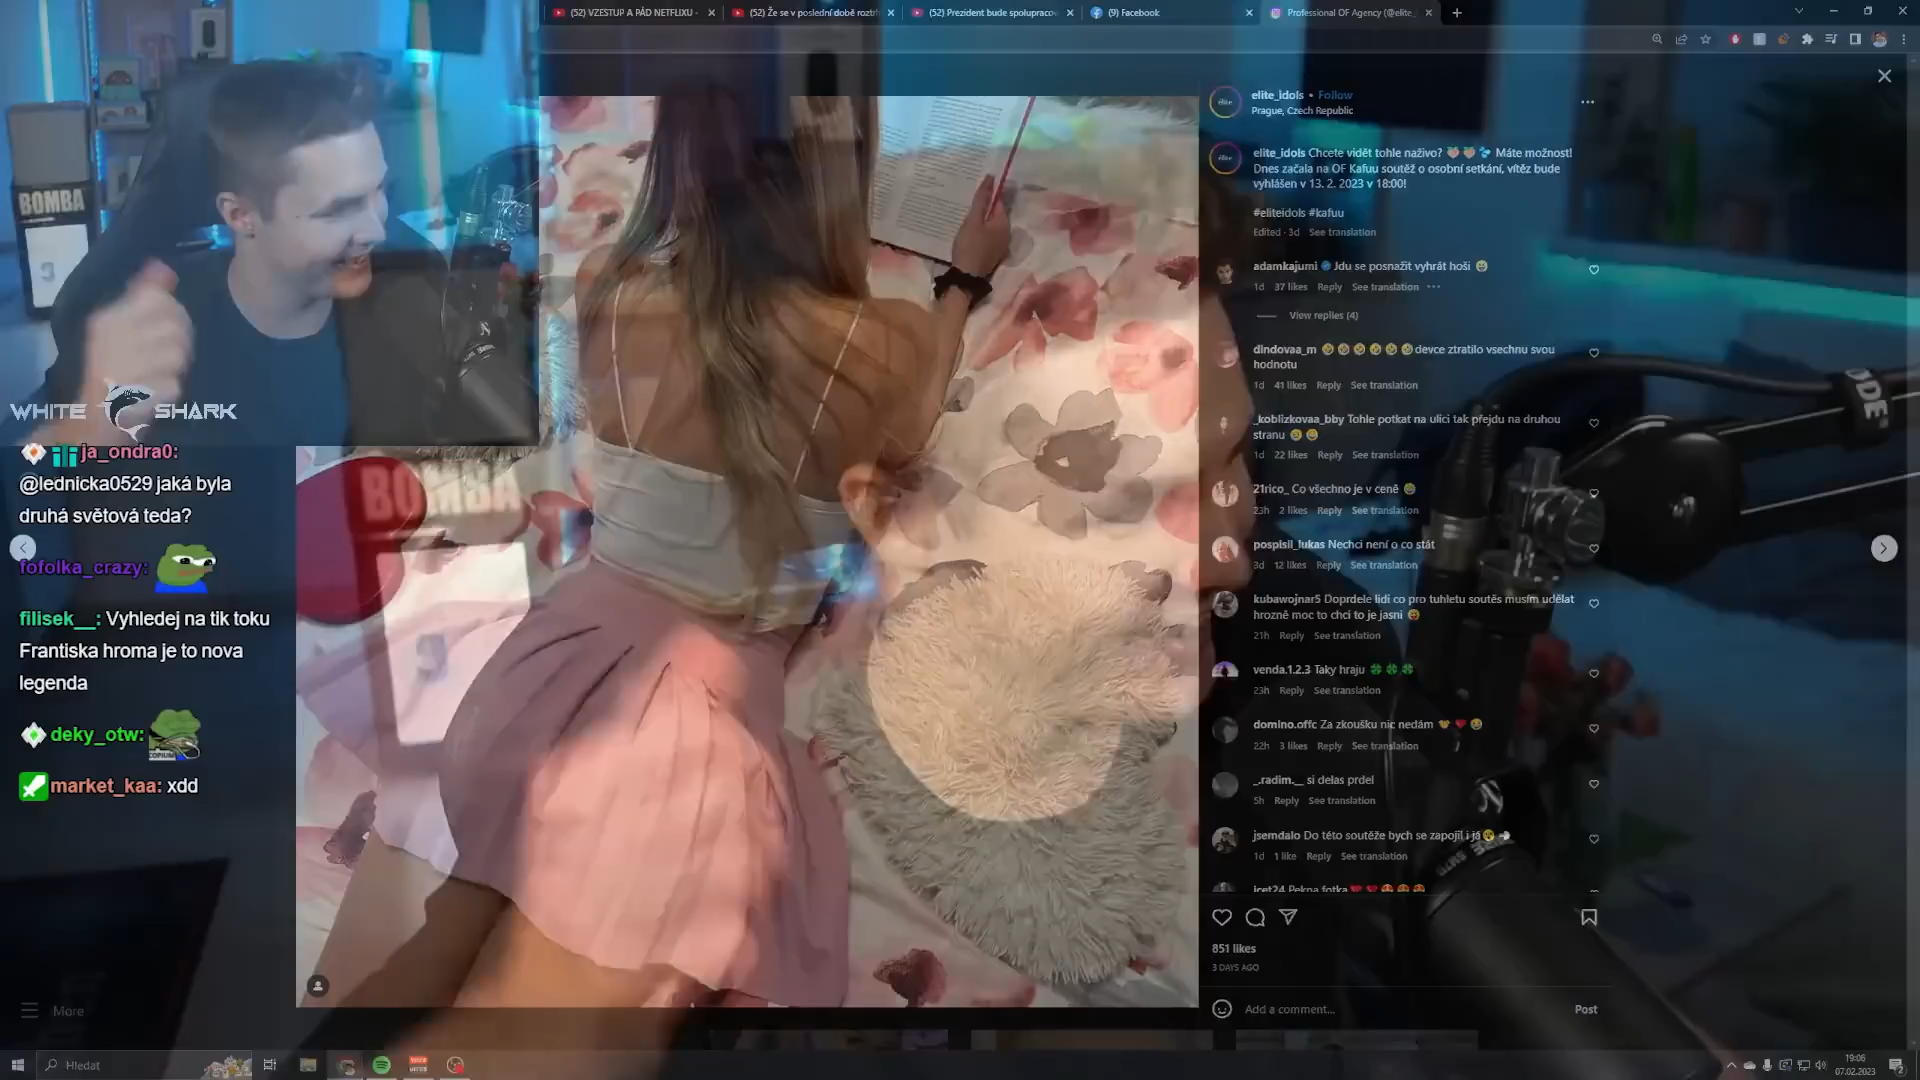 (52) VZESTUP A PÁD NETFLIXU -
(52) Že se v poslední době roztrh
(52) Prezident bude spolupracov
(9) Facebook
Professional OF Agency (@elite_
BOMBA
WHITE SHARK
ja_ondra0:
@lednicka0529 jaká byla
druhá světová teda?
fofolka_crazy:
filisek__: Vyhledej na tik toku
Frantiska hroma je to nova
legenda
deky_otw:
COPIUM
market_kaa: xdd
BOMBA
elite_idols • Follow
Prague, Czech Republic
elite_idols Chcete vidět tohle naživo? 🍑🍑💦 Máte možnost!
Dnes začala na OF Kafuu soutěž o osobní setkání, vítěz bude
vyhlášen v 13. 2. 2023 v 18:00!
#eliteidols #kafuu
Edited · 3d See translation
adamkajumi Jdu se posnažit vyhrát hoši
1d 37 likes Reply See translation
View replies (4)
dindovaa_m 🤣🤣🤣🤣🤣🤣devce ztratilo vsechnu svou
hodnotu
1d 41 likes Reply See translation
_koblizkovaa_bby Tohle potkat na ulici tak přejdu na druhou
stranu
1d 22 likes Reply See translation
21rico_ Co všechno je v ceně
23h 2 likes Reply See translation
pospisil_lukas Nechci není o co stát
3d 12 likes Reply See translation
kubawojnar5 Doprdele lidi co pro tuhletu soutěs musím udělat
hrozně moc to chci to je jasni
21h Reply See translation
venda.1.2.3 Taky hraju 🍀🍀🍀
23h Reply See translation
domino.offc Za zkoušku nic nedám
22h 3 likes Reply See translation
_.radim.__ si delas prdel
5h Reply See translation
jsemdalo Do této soutěže bych se zapojil i já
1d 1 like Reply See translation
icet24 Pekna fotka
851 likes
3 DAYS AGO
Add a comment...
Post
More
Hledat
19:06
07.02.2023